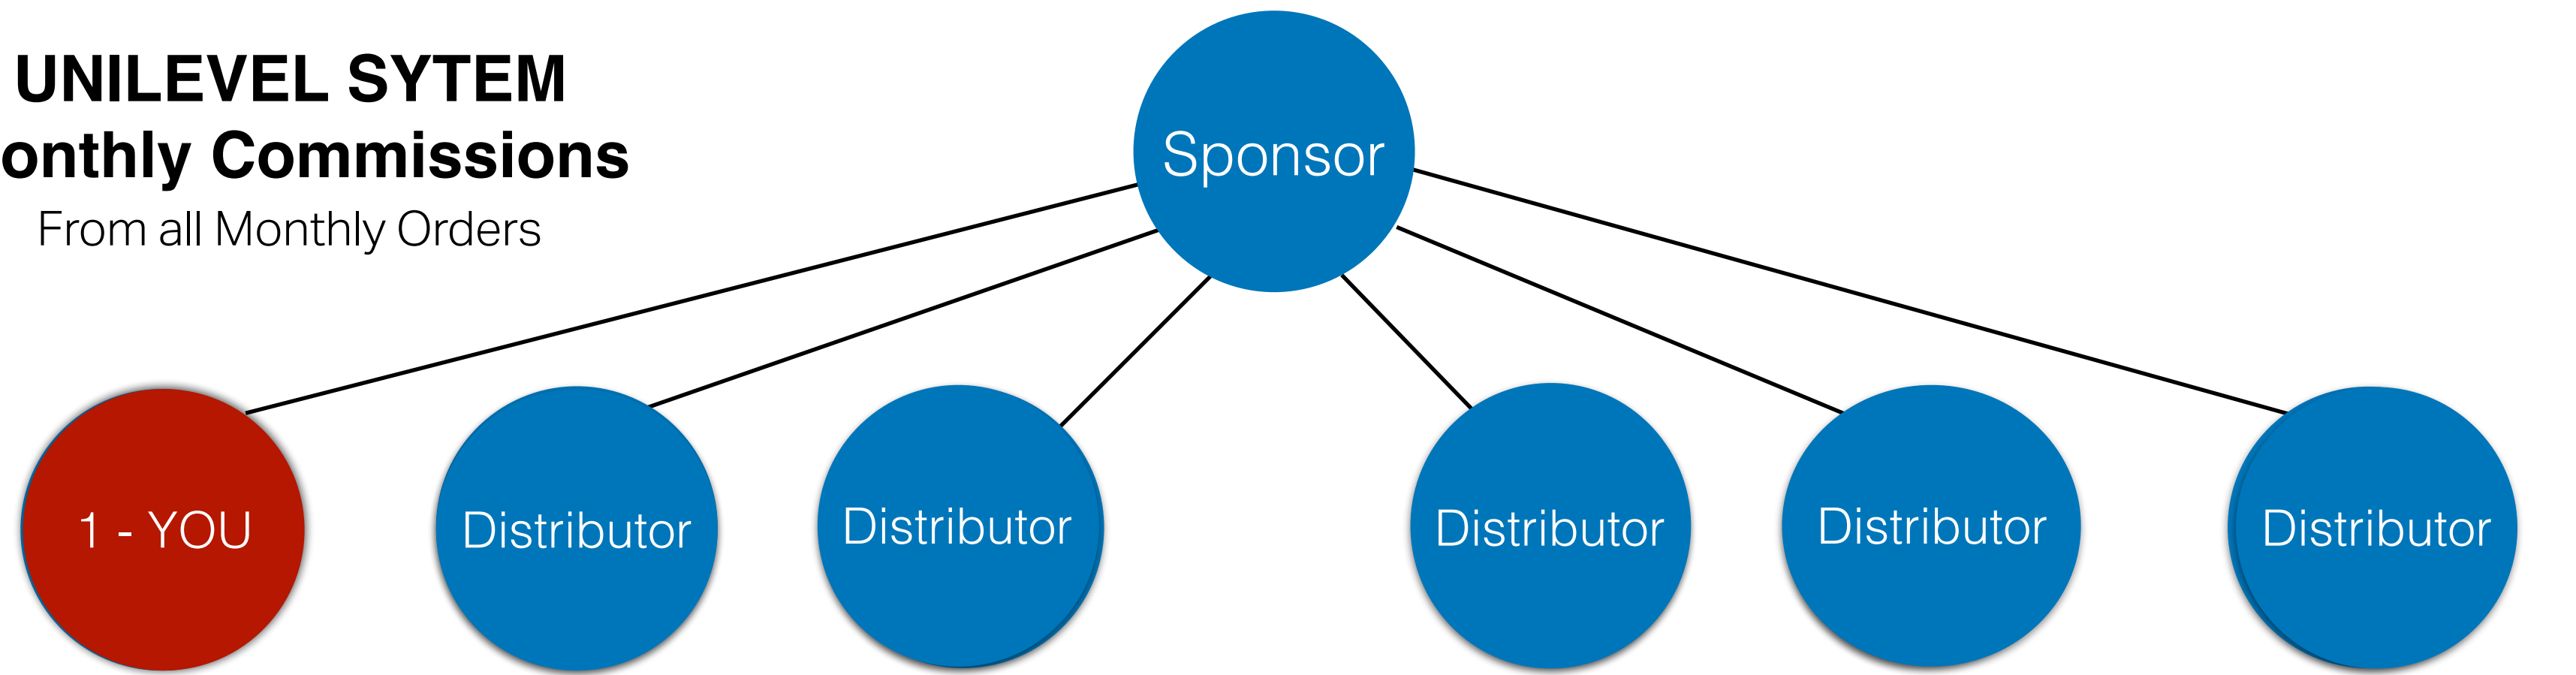 UNILEVEL SYTEM
onthly Commissions
From all Monthly Orders
Sponsor
1 - YOU
Distributor
Distributor
Distributor
Distributor
Distributor